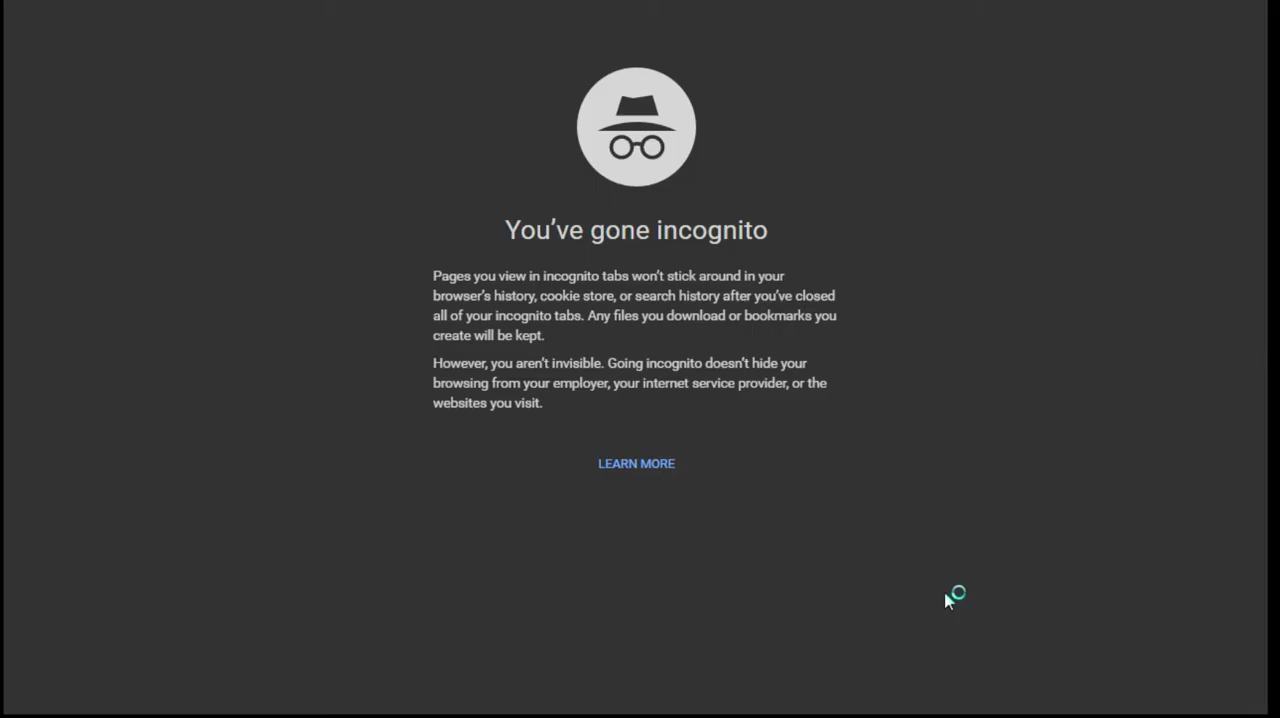 You’ve gone incognito
Pages you view in incognito tabs won’t stick around in your
browser’s history, cookie store, or search history after you’ve closed
all of your incognito tabs. Any files you download or bookmarks you
create will be kept.
However, you aren’t invisible. Going incognito doesn’t hide your
browsing from your employer, your internet service provider, or the
websites you visit.
LEARN MORE